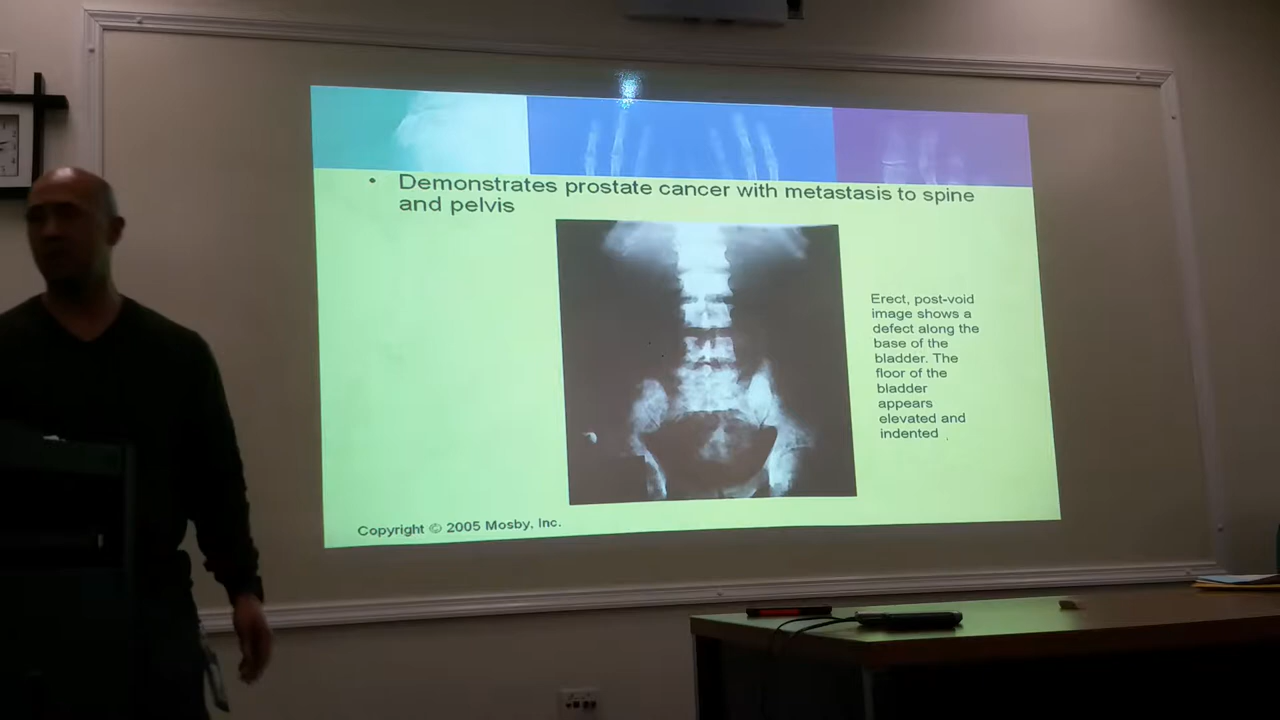 • Demonstrates prostate cancer with metastasis to spine
and pelvis
Erect, post-void
image shows a
defect along the
base of the
bladder. The
floor of the
bladder
appears
elevated and
indented .
Copyright © 2005 Mosby, Inc.